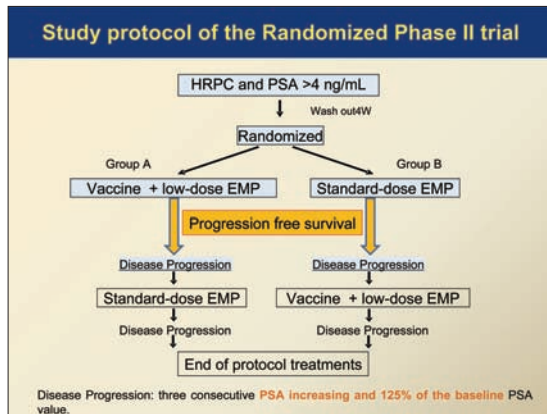 Study protocol of the Randomized Phase II trial
HRPC and PSA >4 ng/mL
Wash out4W
Randomized
Group A
Group B
Vaccine + low-dose EMP
Standard-dose EMP
Progression free survival
Disease Progression
Disease Progression
Standard-dose EMP
Vaccine + low-dose EMP
Disease Progression
Disease Progression
End of protocol treatments
Disease Progression: three consecutive PSA increasing and 125% of the baseline PSA
value.